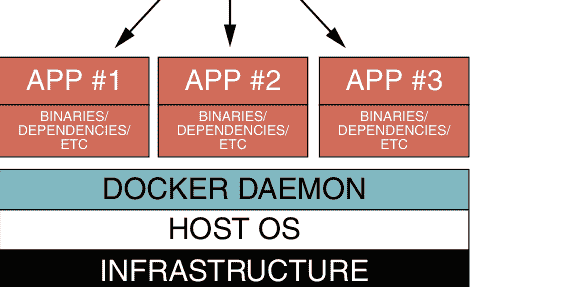 APP #1
APP #2
APP #3
BINARIES/
DEPENDENCIES/
ETC
BINARIES/
DEPENDENCIES/
ETC
BINARIES/
DEPENDENCIES/
ETC
DOCKER DAEMON
HOST OS
INFRASTRUCTURE